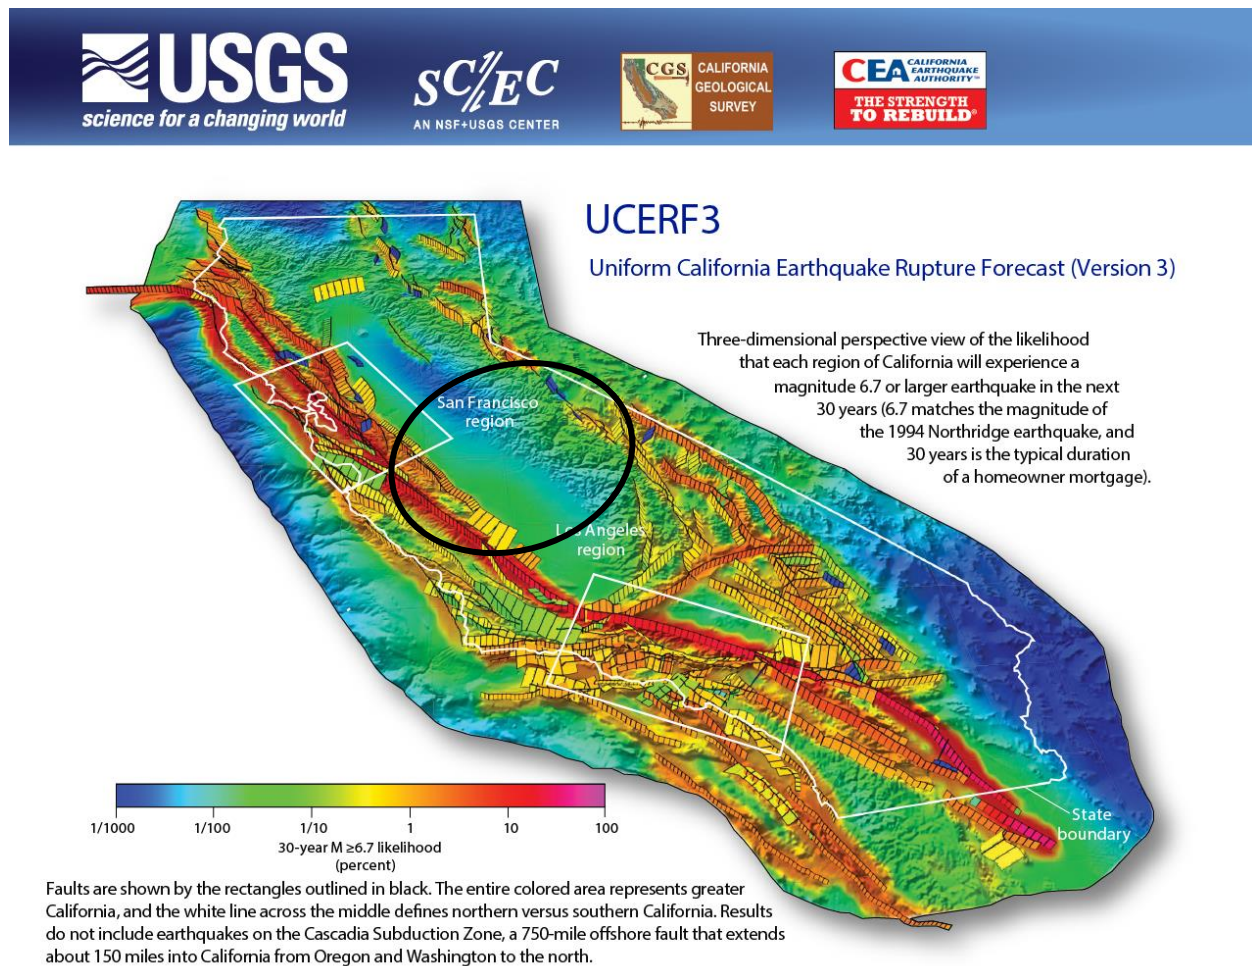 USGS
science for a changing world
SC//EC
AN NSF+USGS CENTER
CGS
CALIFORNIA
GEOLOGICAL
SURVEY
CEA CALIFORNIA
EARTHQUAKE
AUTHORITY™
THE STRENGTH
TO REBUILD®
UCERF3
Uniform California Earthquake Rupture Forecast (Version 3)
Three-dimensional perspective view of the likelihood
that each region of California will experience a
magnitude 6.7 or larger earthquake in the next
30 years (6.7 matches the magnitude of
the 1994 Northridge earthquake, and
30 years is the typical duration
of a homeowner mortgage).
San Francisco
region
Los Angeles
region
State
boundary
1/1000 1/100 1/10 1 10 100
30-year M ≥6.7 likelihood
(percent)
Faults are shown by the rectangles outlined in black. The entire colored area represents greater
California, and the white line across the middle defines northern versus southern California. Results
do not include earthquakes on the Cascadia Subduction Zone, a 750-mile offshore fault that extends
about 150 miles into California from Oregon and Washington to the north.